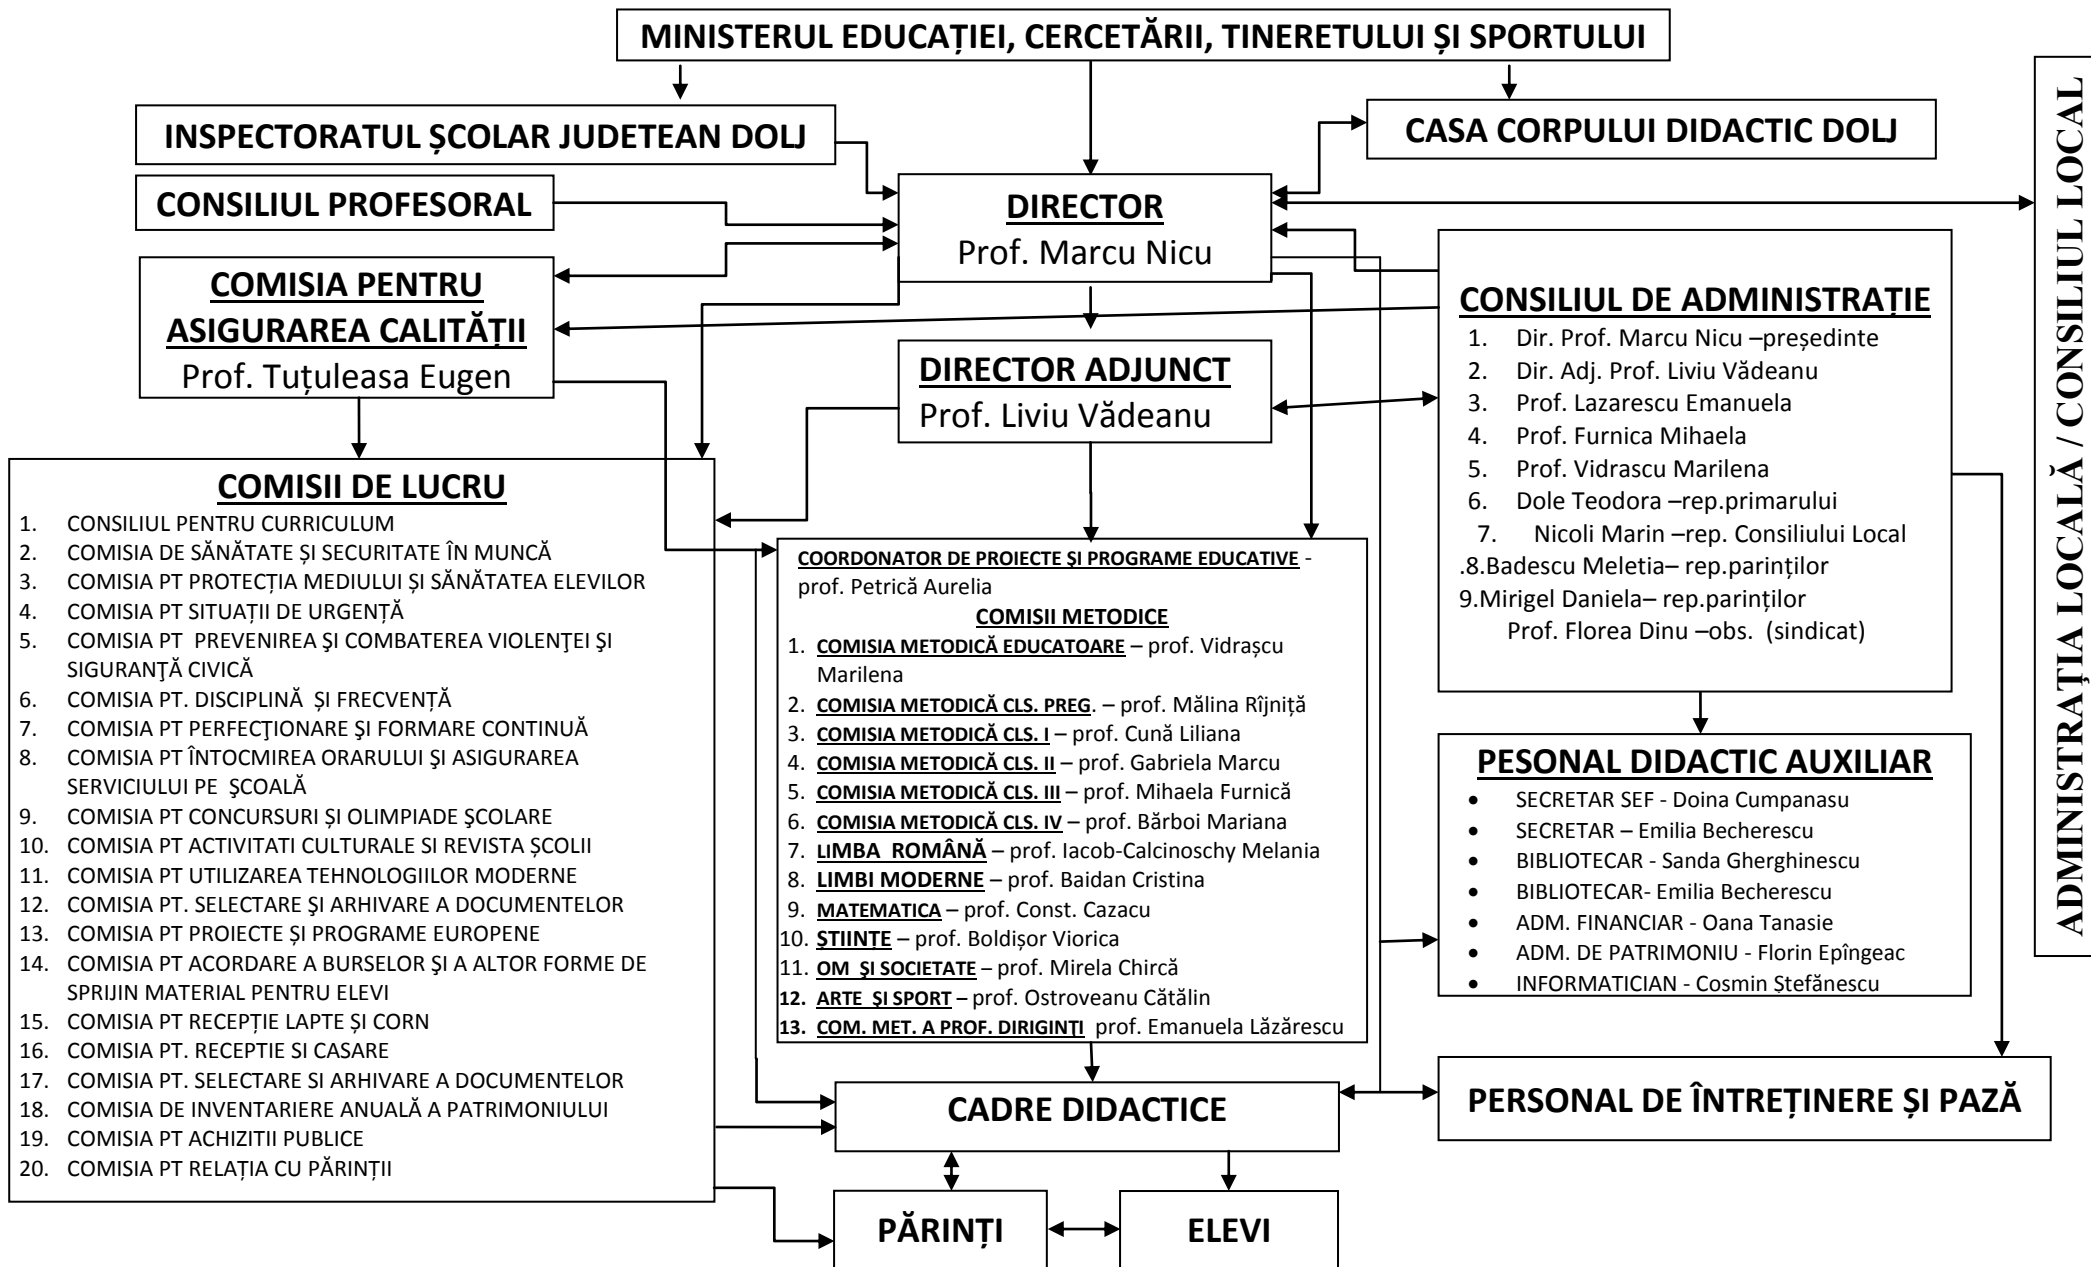 MINISTERUL EDUCAȚIEI, CERCETĂRII, TINERETULUI ȘI SPORTULUI
INSPECTORATUL ȘCOLAR JUDETEAN DOLJ
CASA CORPULUI DIDACTIC DOLJ
ADMINISTRAȚIA LOCALĂ / CONSILIUL LOCAL
CONSILIUL PROFESORAL
DIRECTOR
Prof. Marcu Nicu
COMISIA PENTRU
ASIGURAREA CALITĂȚII
Prof. Tuțuleasa Eugen
DIRECTOR ADJUNCT
Prof. Liviu Vădeanu
CONSILIUL DE ADMINISTRAȚIE
1. Dir. Prof. Marcu Nicu –președinte
2. Dir. Adj. Prof. Liviu Vădeanu
3. Prof. Lazarescu Emanuela
4. Prof. Furnica Mihaela
5. Prof. Vidrascu Marilena
6. Dole Teodora –rep.primarului
7. Nicoli Marin –rep. Consiliului Local
.8.Badescu Meletia– rep.parinților
9.Mirigel Daniela– rep.parinților
Prof. Florea Dinu –obs. (sindicat)
COMISII DE LUCRU
1. CONSILIUL PENTRU CURRICULUM
2. COMISIA DE SĂNĂTATE ȘI SECURITATE ÎN MUNCĂ
3. COMISIA PT PROTECȚIA MEDIULUI ȘI SĂNĂTATEA ELEVILOR
4. COMISIA PT SITUAȚII DE URGENȚĂ
5. COMISIA PT PREVENIREA ŞI COMBATEREA VIOLENŢEI ŞI
SIGURANŢĂ CIVICĂ
6. COMISIA PT. DISCIPLINĂ ȘI FRECVENȚĂ
7. COMISIA PT PERFECŢIONARE ŞI FORMARE CONTINUĂ
8. COMISIA PT ÎNTOCMIREA ORARULUI ŞI ASIGURAREA
SERVICIULUI PE ŞCOALĂ
9. COMISIA PT CONCURSURI ȘI OLIMPIADE ŞCOLARE
10. COMISIA PT ACTIVITATI CULTURALE SI REVISTA ȘCOLII
11. COMISIA PT UTILIZAREA TEHNOLOGIILOR MODERNE
12. COMISIA PT. SELECTARE ŞI ARHIVARE A DOCUMENTELOR
13. COMISIA PT PROIECTE ȘI PROGRAME EUROPENE
14. COMISIA PT ACORDARE A BURSELOR ŞI A ALTOR FORME DE
SPRIJIN MATERIAL PENTRU ELEVI
15. COMISIA PT RECEPȚIE LAPTE ȘI CORN
16. COMISIA PT. RECEPTIE SI CASARE
17. COMISIA PT. SELECTARE SI ARHIVARE A DOCUMENTELOR
18. COMISIA DE INVENTARIERE ANUALĂ A PATRIMONIULUI
19. COMISIA PT ACHIZITII PUBLICE
20. COMISIA PT RELAȚIA CU PĂRINȚII
COORDONATOR DE PROIECTE ŞI PROGRAME EDUCATIVE -
prof. Petrică Aurelia
COMISII METODICE
1. COMISIA METODICĂ EDUCATOARE – prof. Vidrașcu
Marilena
2. COMISIA METODICĂ CLS. PREG. – prof. Mălina Rîjniță
3. COMISIA METODICĂ CLS. I – prof. Cună Liliana
4. COMISIA METODICĂ CLS. II – prof. Gabriela Marcu
5. COMISIA METODICĂ CLS. III – prof. Mihaela Furnică
6. COMISIA METODICĂ CLS. IV – prof. Bărboi Mariana
7. LIMBA ROMÂNĂ – prof. Iacob-Calcinoschy Melania
8. LIMBI MODERNE – prof. Baidan Cristina
9. MATEMATICA – prof. Const. Cazacu
10. ȘTIINȚE – prof. Boldișor Viorica
11. OM ŞI SOCIETATE – prof. Mirela Chircă
12. ARTE ŞI SPORT – prof. Ostroveanu Cătălin
13. COM. MET. A PROF. DIRIGINŢI prof. Emanuela Lăzărescu
PESONAL DIDACTIC AUXILIAR
• SECRETAR SEF - Doina Cumpanasu
• SECRETAR – Emilia Becherescu
• BIBLIOTECAR - Sanda Gherghinescu
• BIBLIOTECAR- Emilia Becherescu
• ADM. FINANCIAR - Oana Tanasie
• ADM. DE PATRIMONIU - Florin Epîngeac
• INFORMATICIAN - Cosmin Ștefănescu
CADRE DIDACTICE
PERSONAL DE ÎNTREȚINERE ȘI PAZĂ
PĂRINȚI
ELEVI